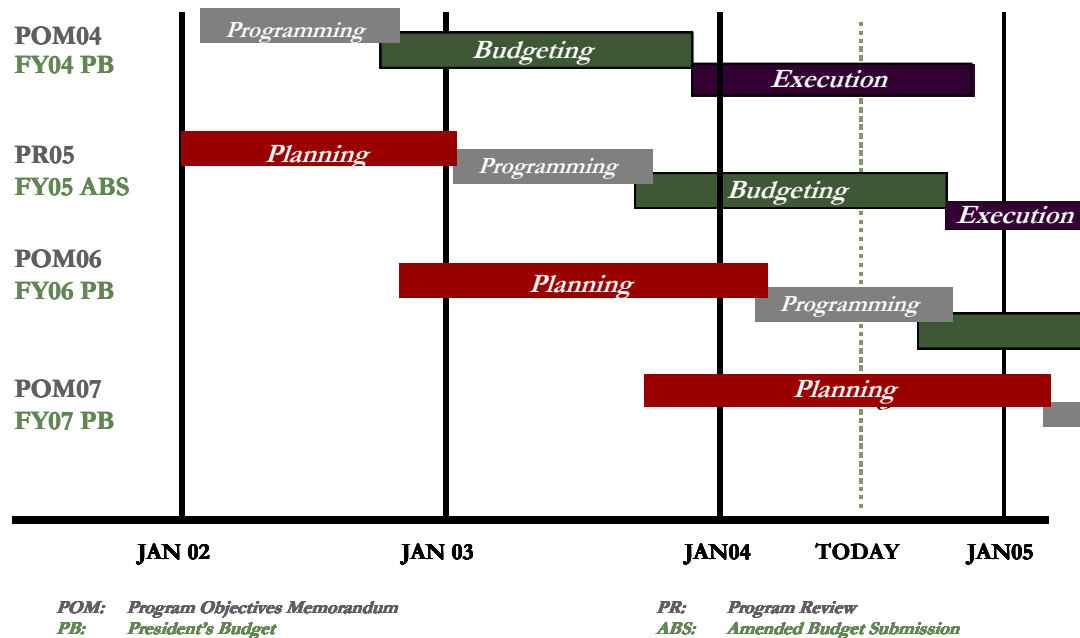 Programming
POM04
FY04 PB
Budgeting
Execution
PR05
FY05 ABS
Planning
Programming
Budgeting
Execution
POM06
FY06 PB
Planning
Programming
POM07
FY07 PB
Planning
JAN 02
JAN 03
JAN04
TODAY
JAN05
POM: Program Objectives Memorandum
PR: Program Review
PB: President's Budget
ABS: Amended Budget Submission